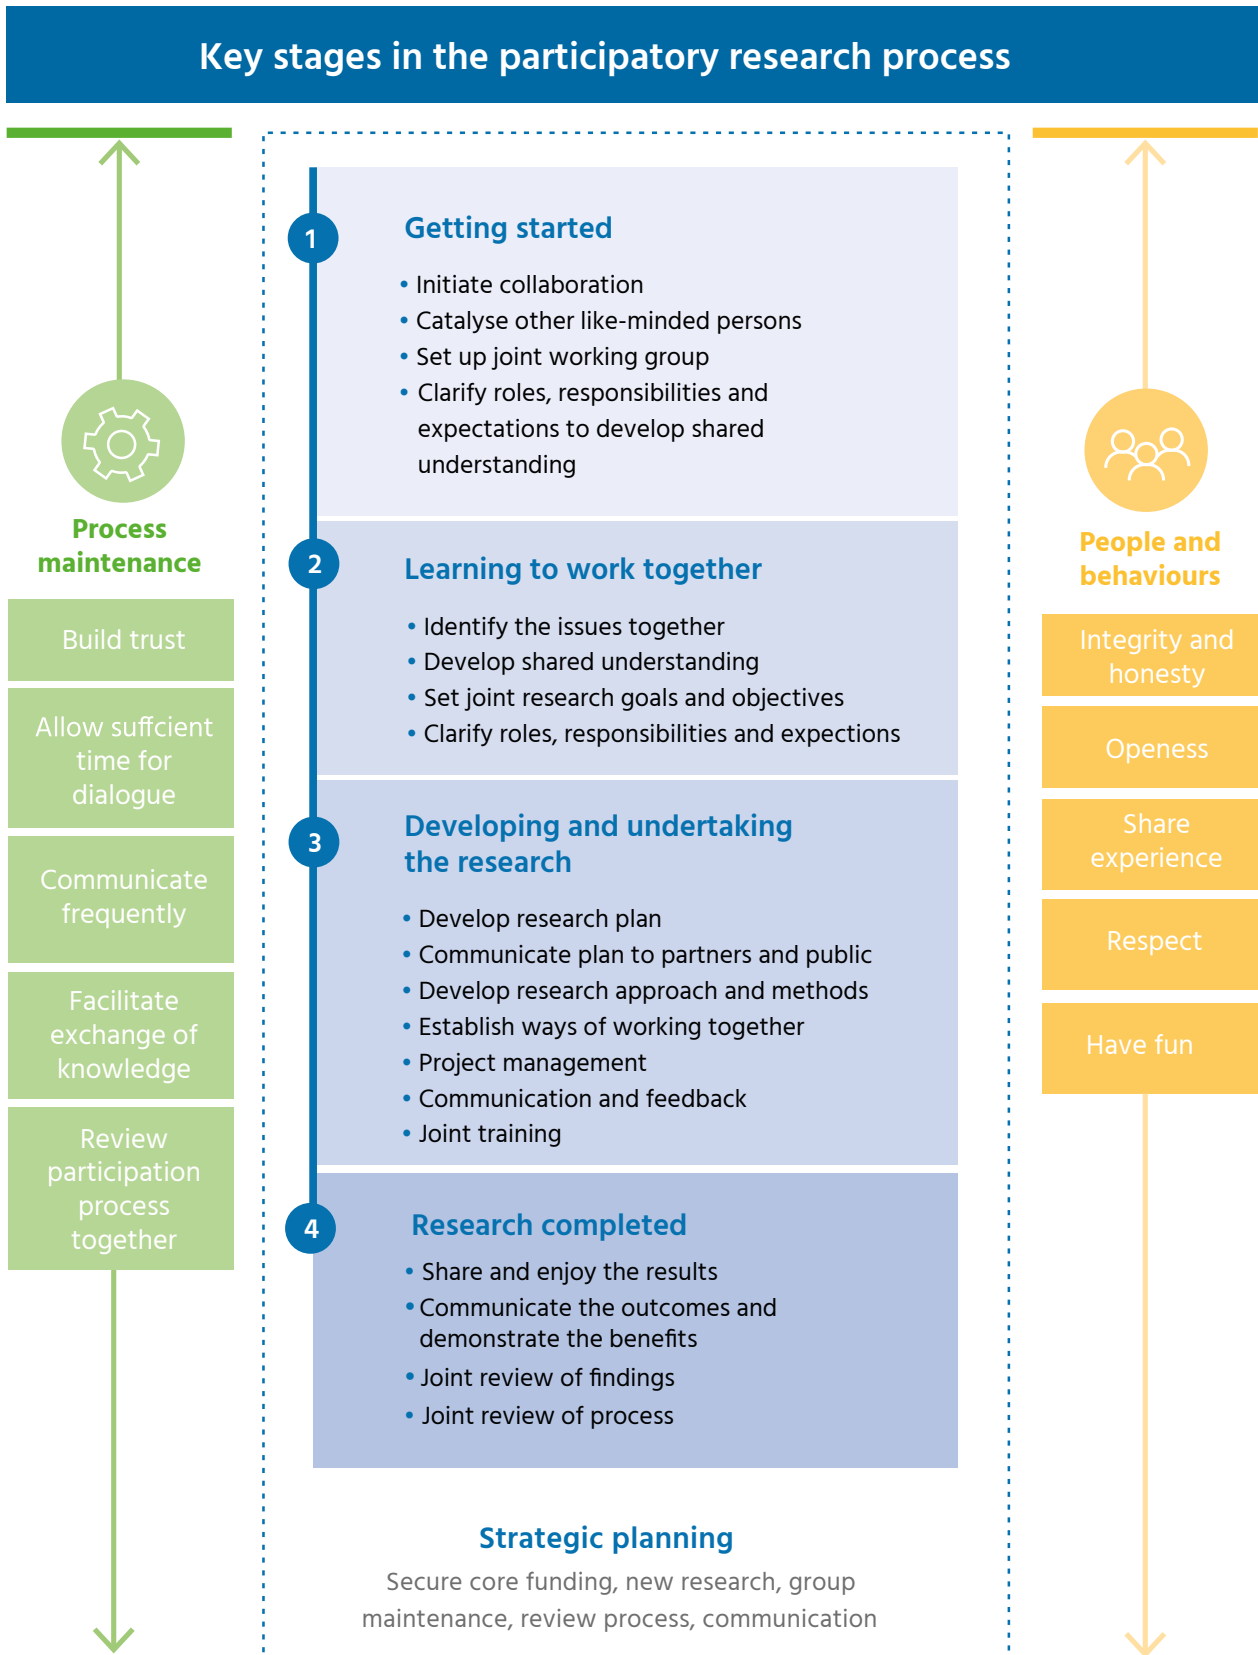 Key stages in the participatory research process
Process
maintenance
Build trust
Allow suffcient
time for
dialogue
Communicate
frequently
Facilitate
exchange of
knowledge
Review
participation
process
together
1
Getting started
• Initiate collaboration
• Catalyse other like-minded persons
• Set up joint working group
• Clarify roles, responsibilities and
expectations to develop shared
understanding
2
Learning to work together
• Identify the issues together
• Develop shared understanding
• Set joint research goals and objectives
• Clarify roles, responsibilities and expections
3
Developing and undertaking
the research
• Develop research plan
• Communicate plan to partners and public
• Develop research approach and methods
• Establish ways of working together
• Project management
• Communication and feedback
• Joint training
4
Research completed
• Share and enjoy the results
• Communicate the outcomes and
demonstrate the benefits
• Joint review of findings
• Joint review of process
Strategic planning
Secure core funding, new research, group
maintenance, review process, communication
People and
behaviours
Integrity and
honesty
Openess
Share
experience
Respect
Have fun